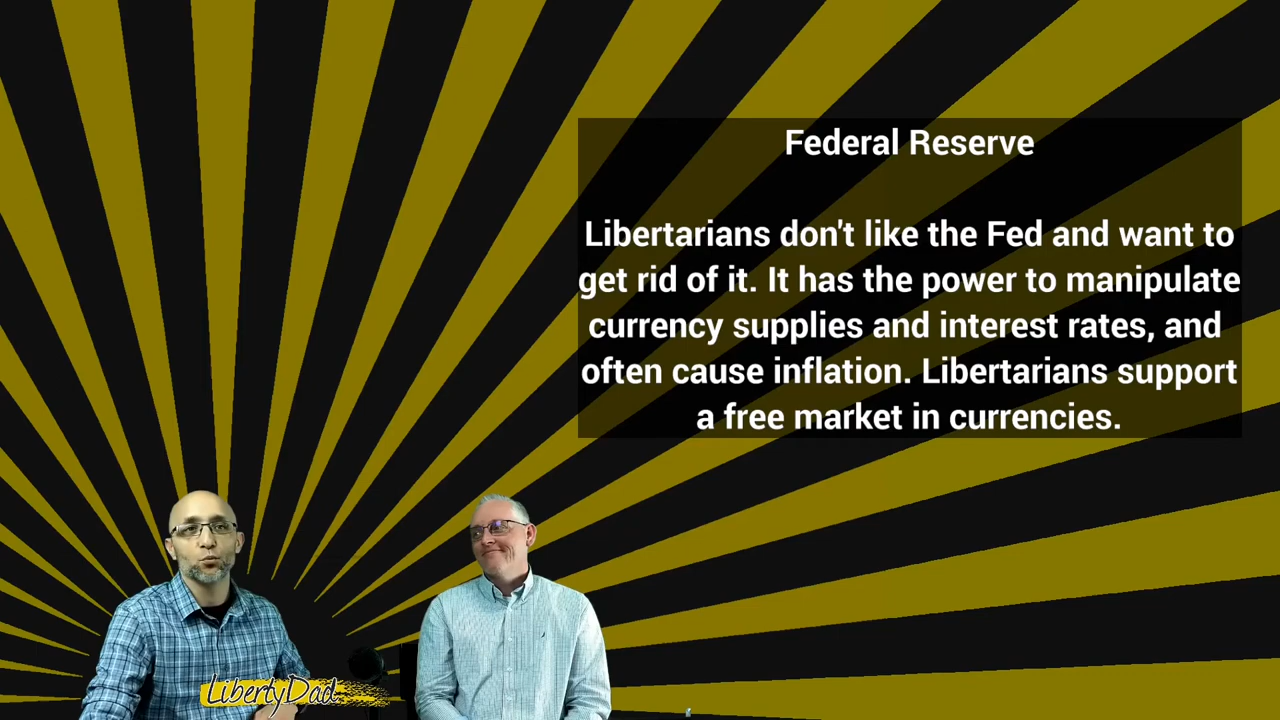 Federal Reserve
Libertarians don't like the Fed and want to
get rid of it. It has the power to manipulate
currency supplies and interest rates, and
often cause inflation. Libertarians support
a free market in currencies.
LibertyDad